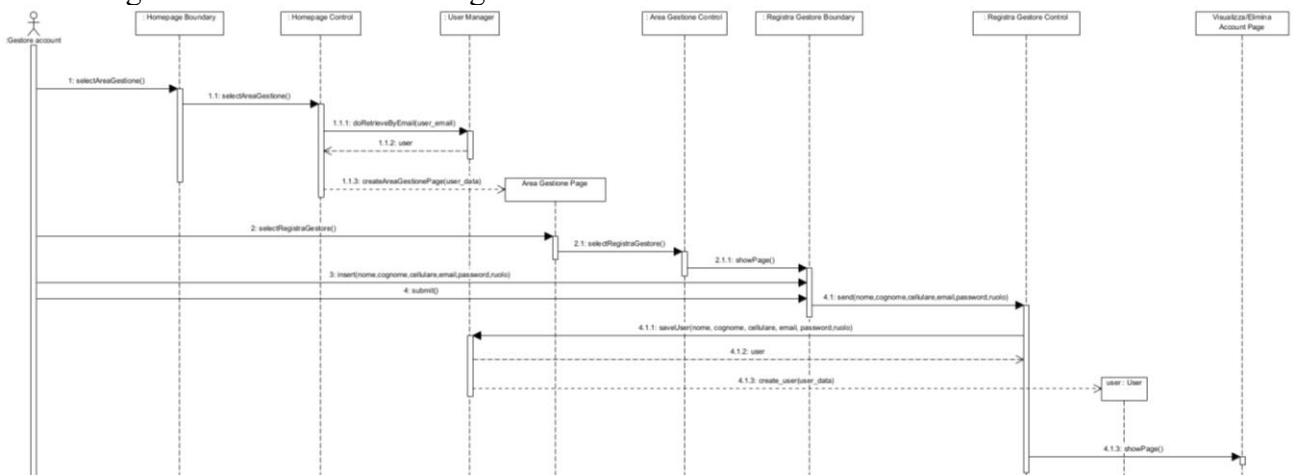 : Homepage Boundary
: Homepage Control
: User Manager
: Area Gestione Control
: Registra Gestore Boundary
: Registra Gestore Control
Visualizza/Elimina
Account Page
:Gestore account
1: selectAreaGestione()
1.1: selectAreaGestione()
1.1.1: doRetrieveByEmail(user_email)
1.1.2: user
1.1.3: createAreaGestionePage(user_data)
Area Gestione Page
2: selectRegistraGestore()
2.1: selectRegistraGestore()
2.1.1: showPage()
3: insert(nome,cognome,cellulare,email,password,ruolo)
4: submit()
4.1: send(nome,cognome,cellulare,email,password,ruolo)
4.1.1: saveUser(nome, cognome, cellulare, email, password,ruolo)
4.1.2: user
4.1.3: create_user(user_data)
user : User
4.1.3: showPage()